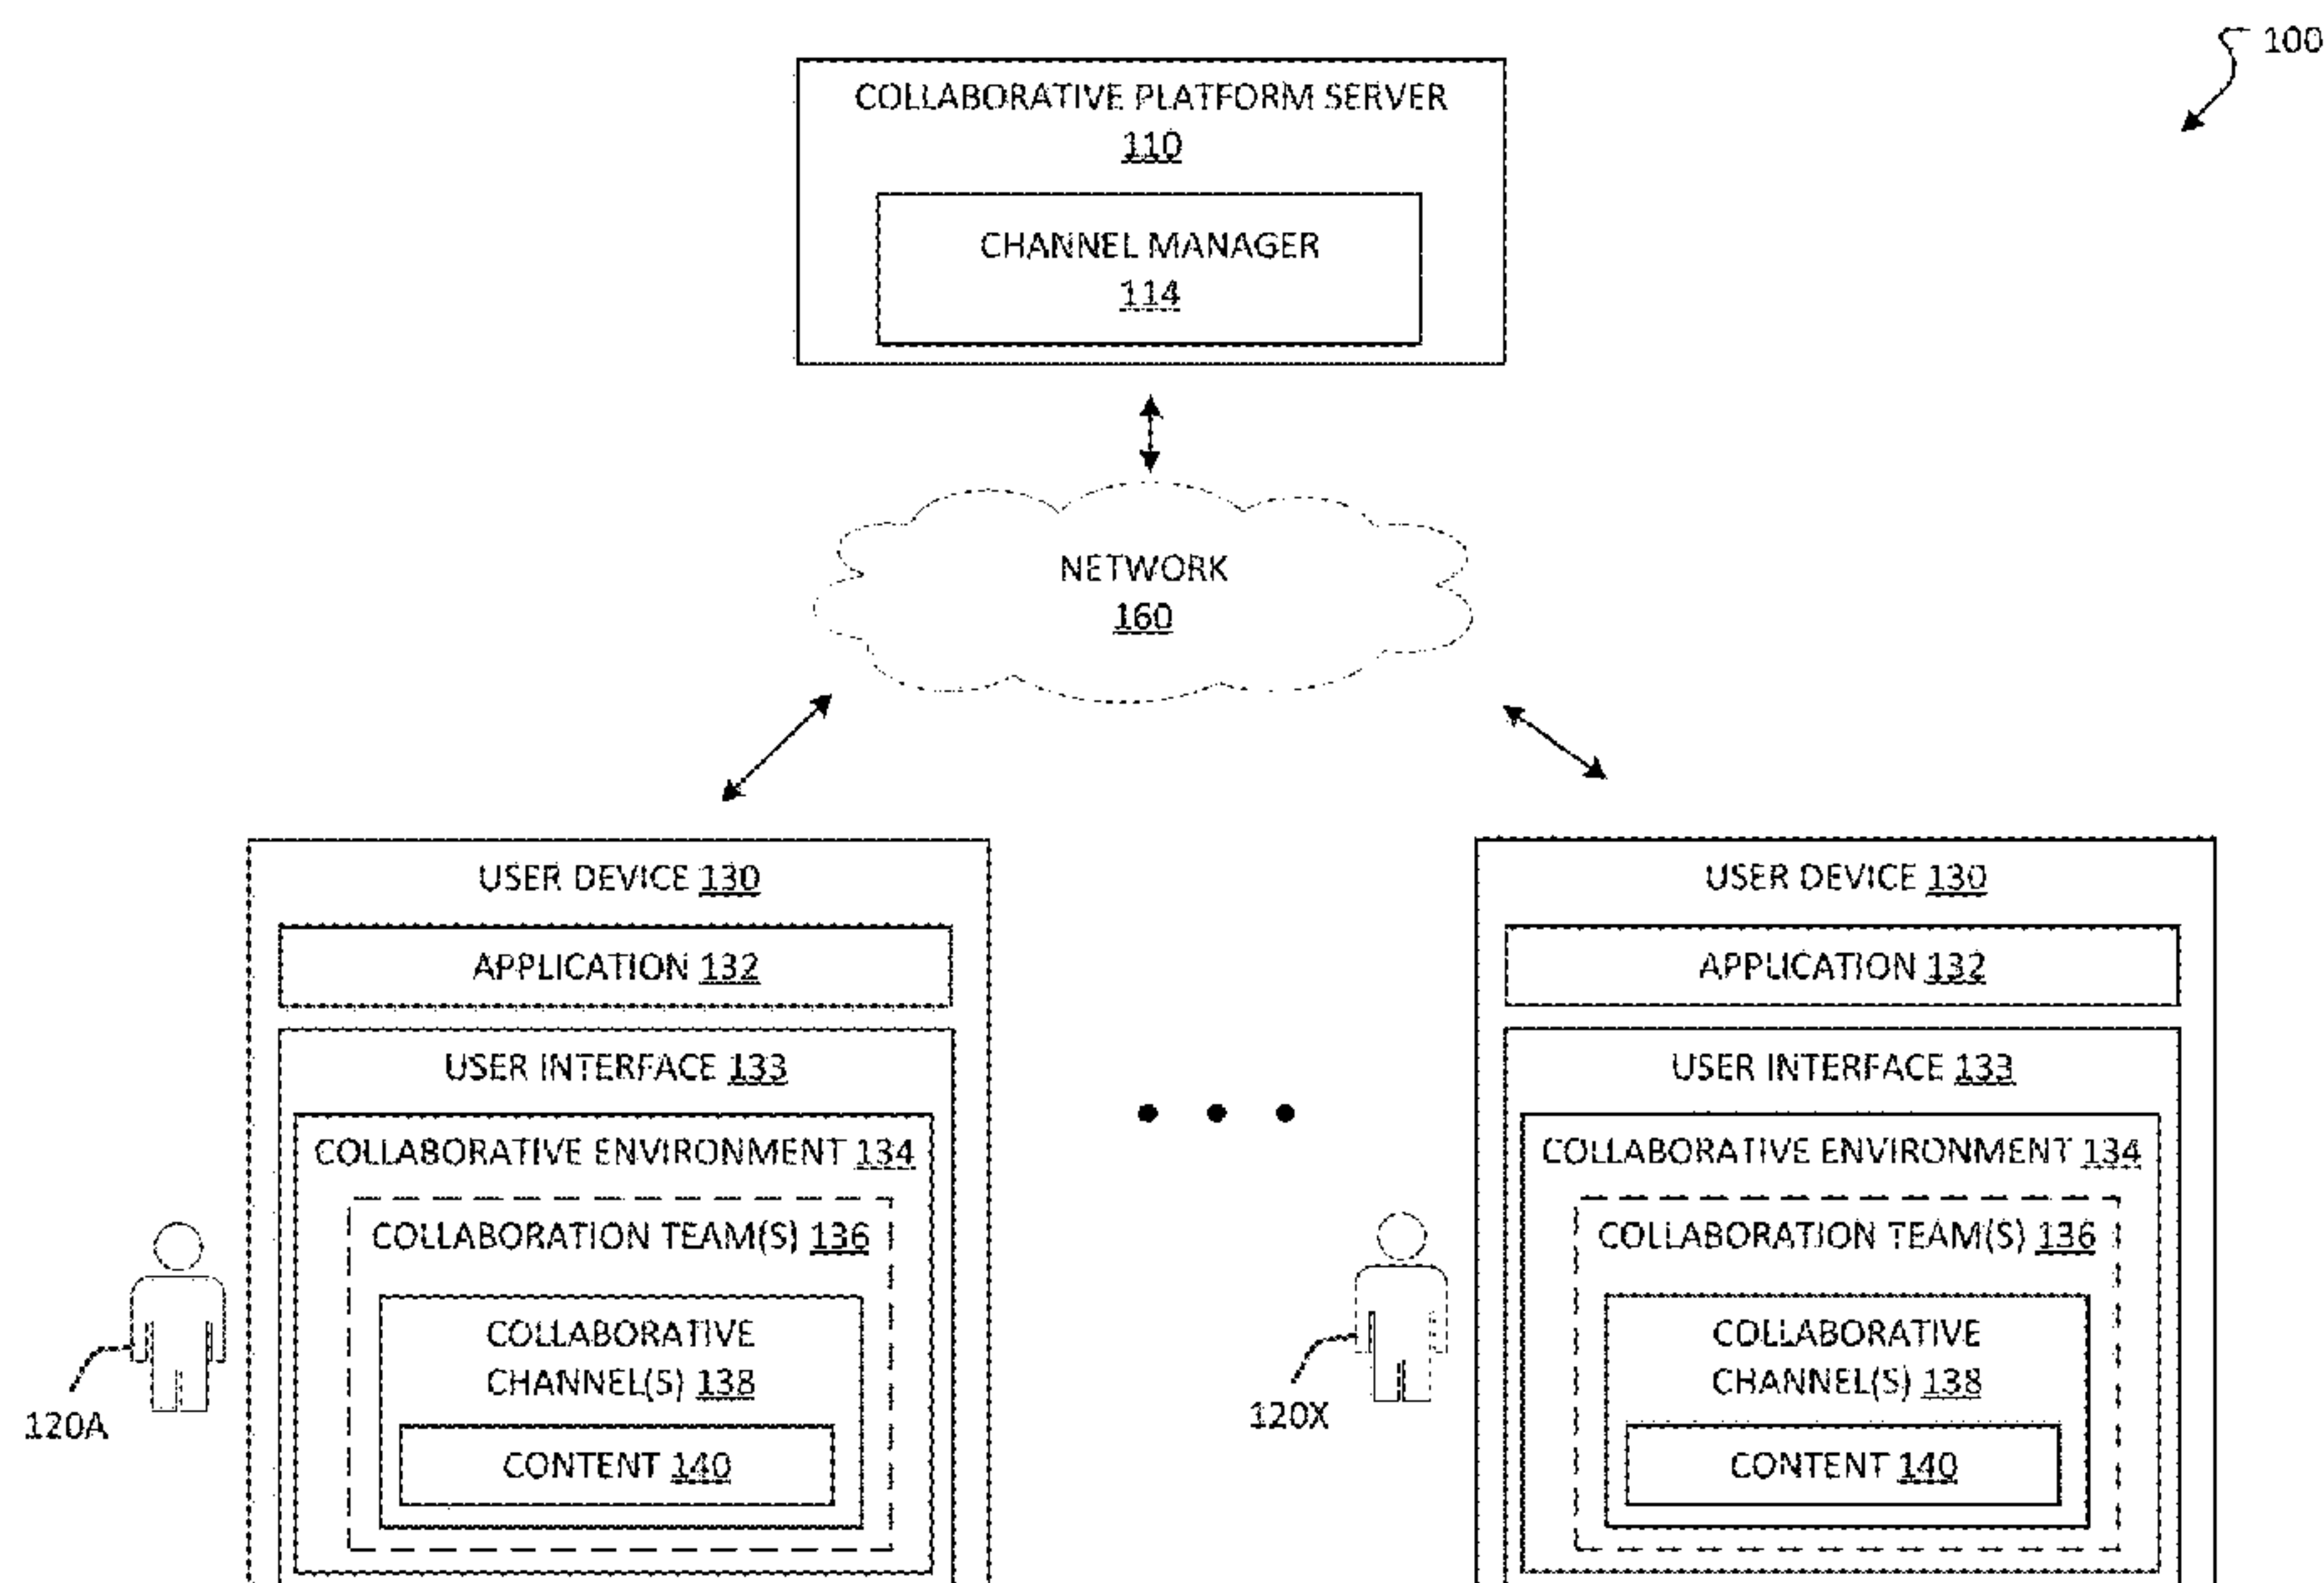 100
COLLABORATIVE PLATFORM SERVER
110
CHANNEL MANAGER
114
NETWORK
160
USER DEVICE 130
APPLICATION 132
USER INTERFACE 133
COLLABORATIVE ENVIRONMENT 134
COLLABORATION TEAM(S) 136
COLLABORATIVE
CHANNEL(S) 138
CONTENT 140
120A
USER DEVICE 130
APPLICATION 132
USER INTERFACE 133
COLLABORATIVE ENVIRONMENT 134
COLLABORATION TEAM(S) 136
COLLABORATIVE
CHANNEL(S) 138
CONTENT 140
120X